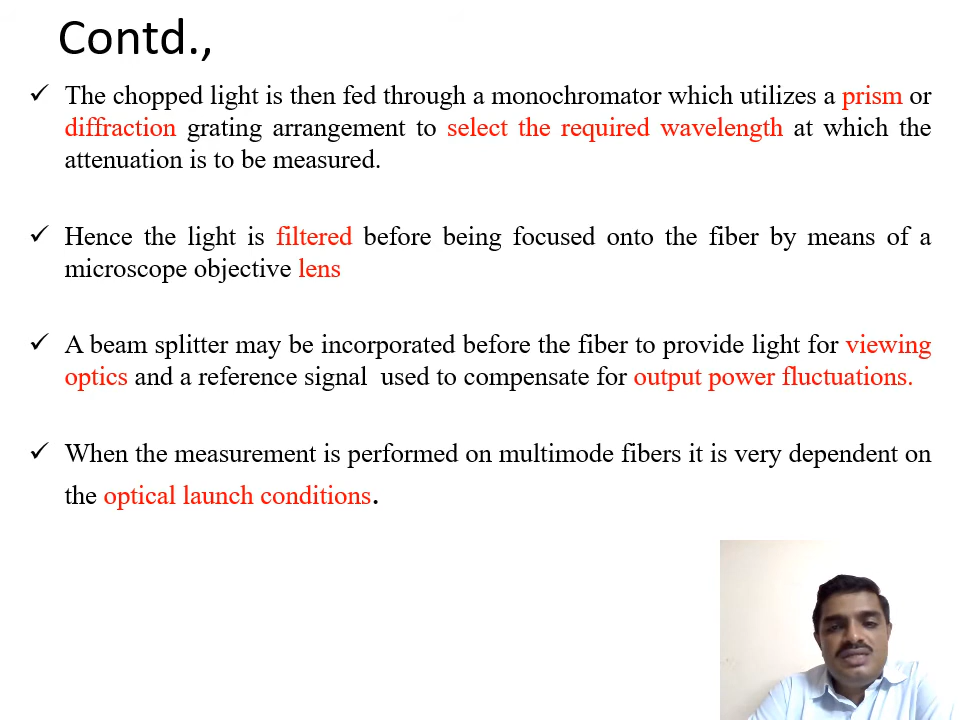 Contd.,
✓ The chopped light is then fed through a monochromator which utilizes a prism or
diffraction grating arrangement to select the required wavelength at which the
attenuation is to be measured.
✓ Hence the light is filtered before being focused onto the fiber by means of a
microscope objective lens
✓ A beam splitter may be incorporated before the fiber to provide light for viewing
optics and a reference signal used to compensate for output power fluctuations.
✓ When the measurement is performed on multimode fibers it is very dependent on
the optical launch conditions.